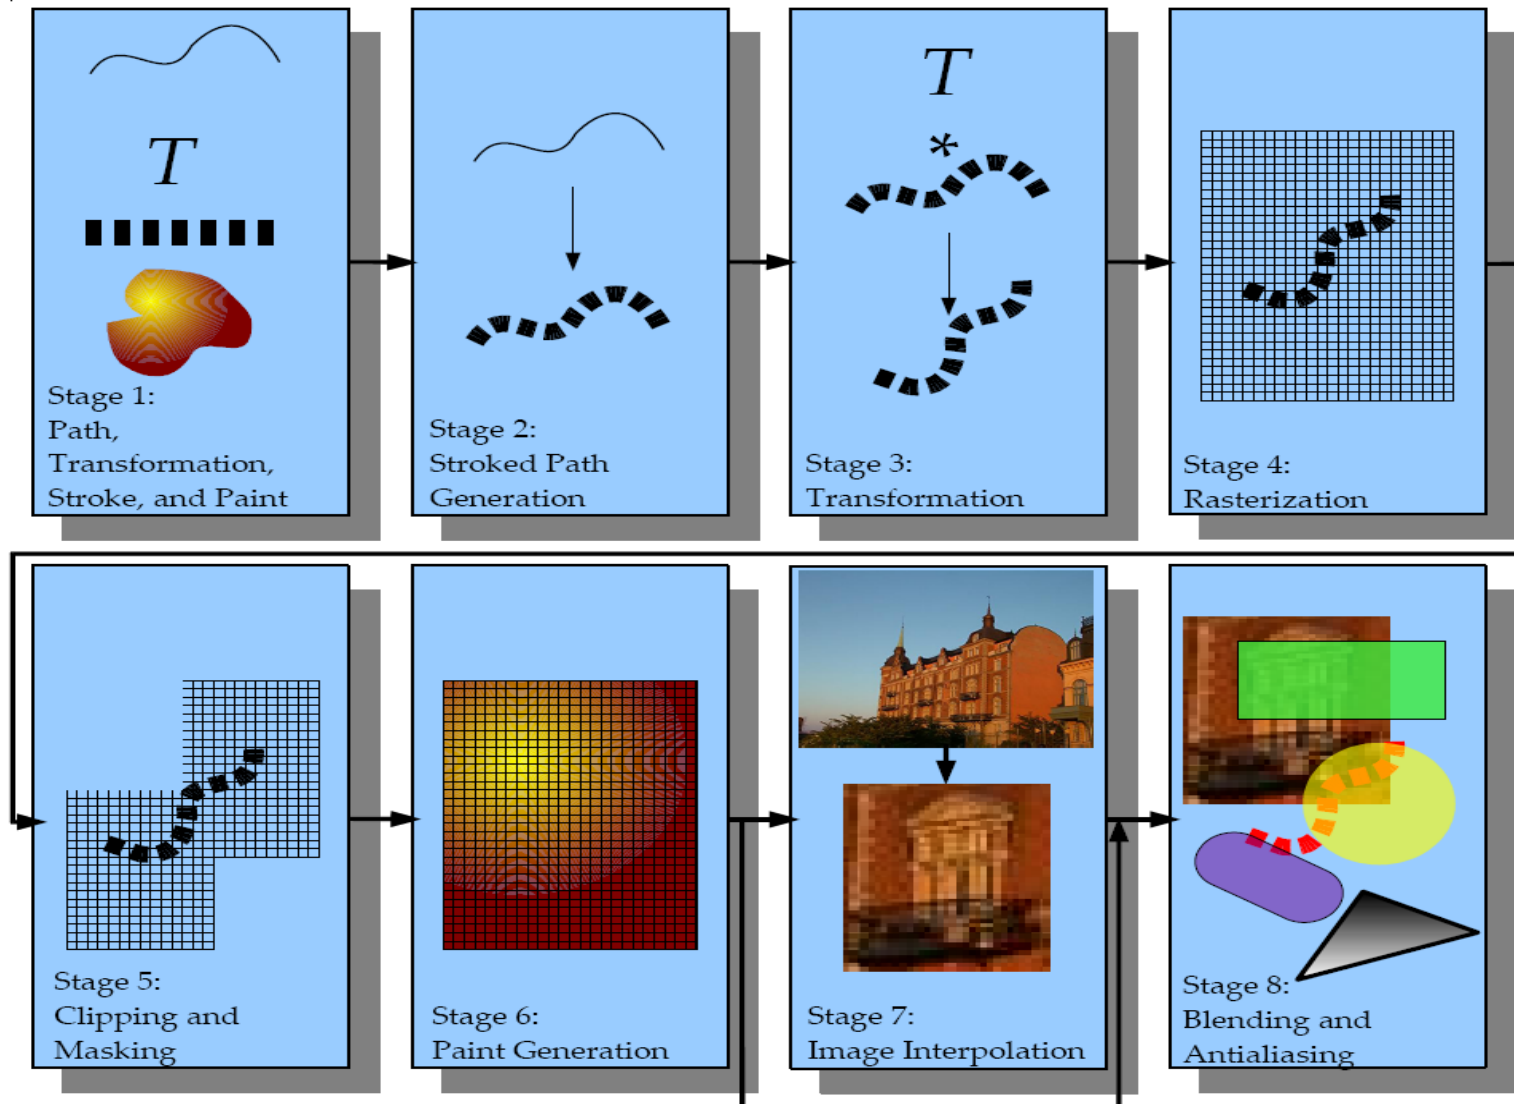 T
Stage 1:
Path,
Transformation,
Stroke, and Paint
Stage 2:
Stroked Path
Generation
T
*
Stage 3:
Transformation
Stage 4:
Rasterization
Stage 5:
Clipping and
Masking
Stage 6:
Paint Generation
Stage 7:
Image Interpolation
Stage 8:
Blending and
Antialiasing